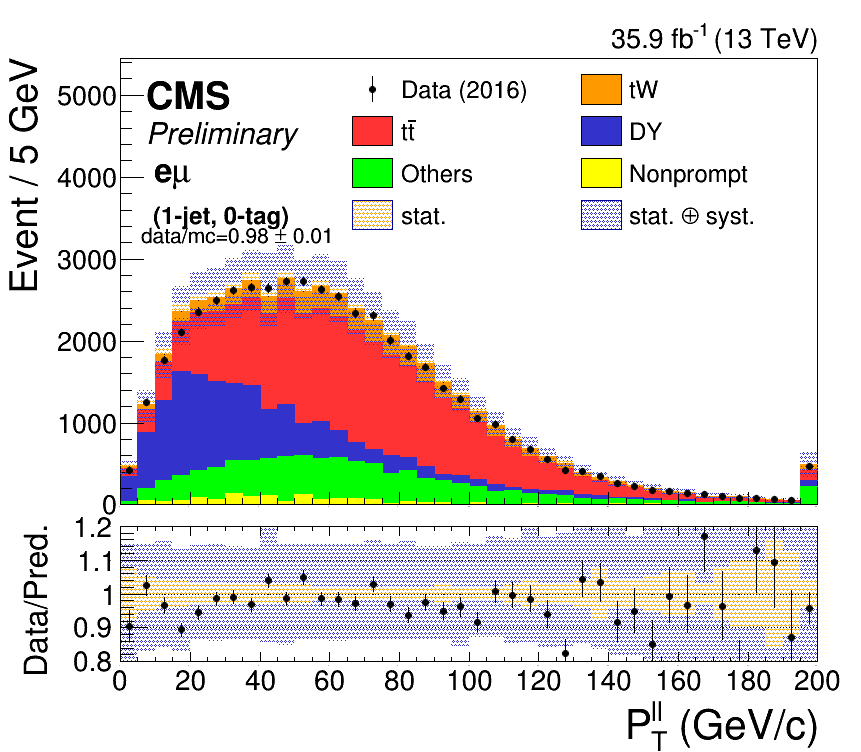 35.9 fb⁻¹ (13 TeV)
Event / 5 GeV
5000
4000
3000
2000
1000
0
CMS
Preliminary
eμ
(1-jet, 0-tag)
data/mc=0.98 ± 0.01
Data (2016)
tW
tt̄
DY
Others
Nonprompt
stat.
stat. ⊕ syst.
Data/Pred.
1.2
1.1
1
0.9
0.8
0 20 40 60 80 100 120 140 160 180 200
P_T^ll (GeV/c)